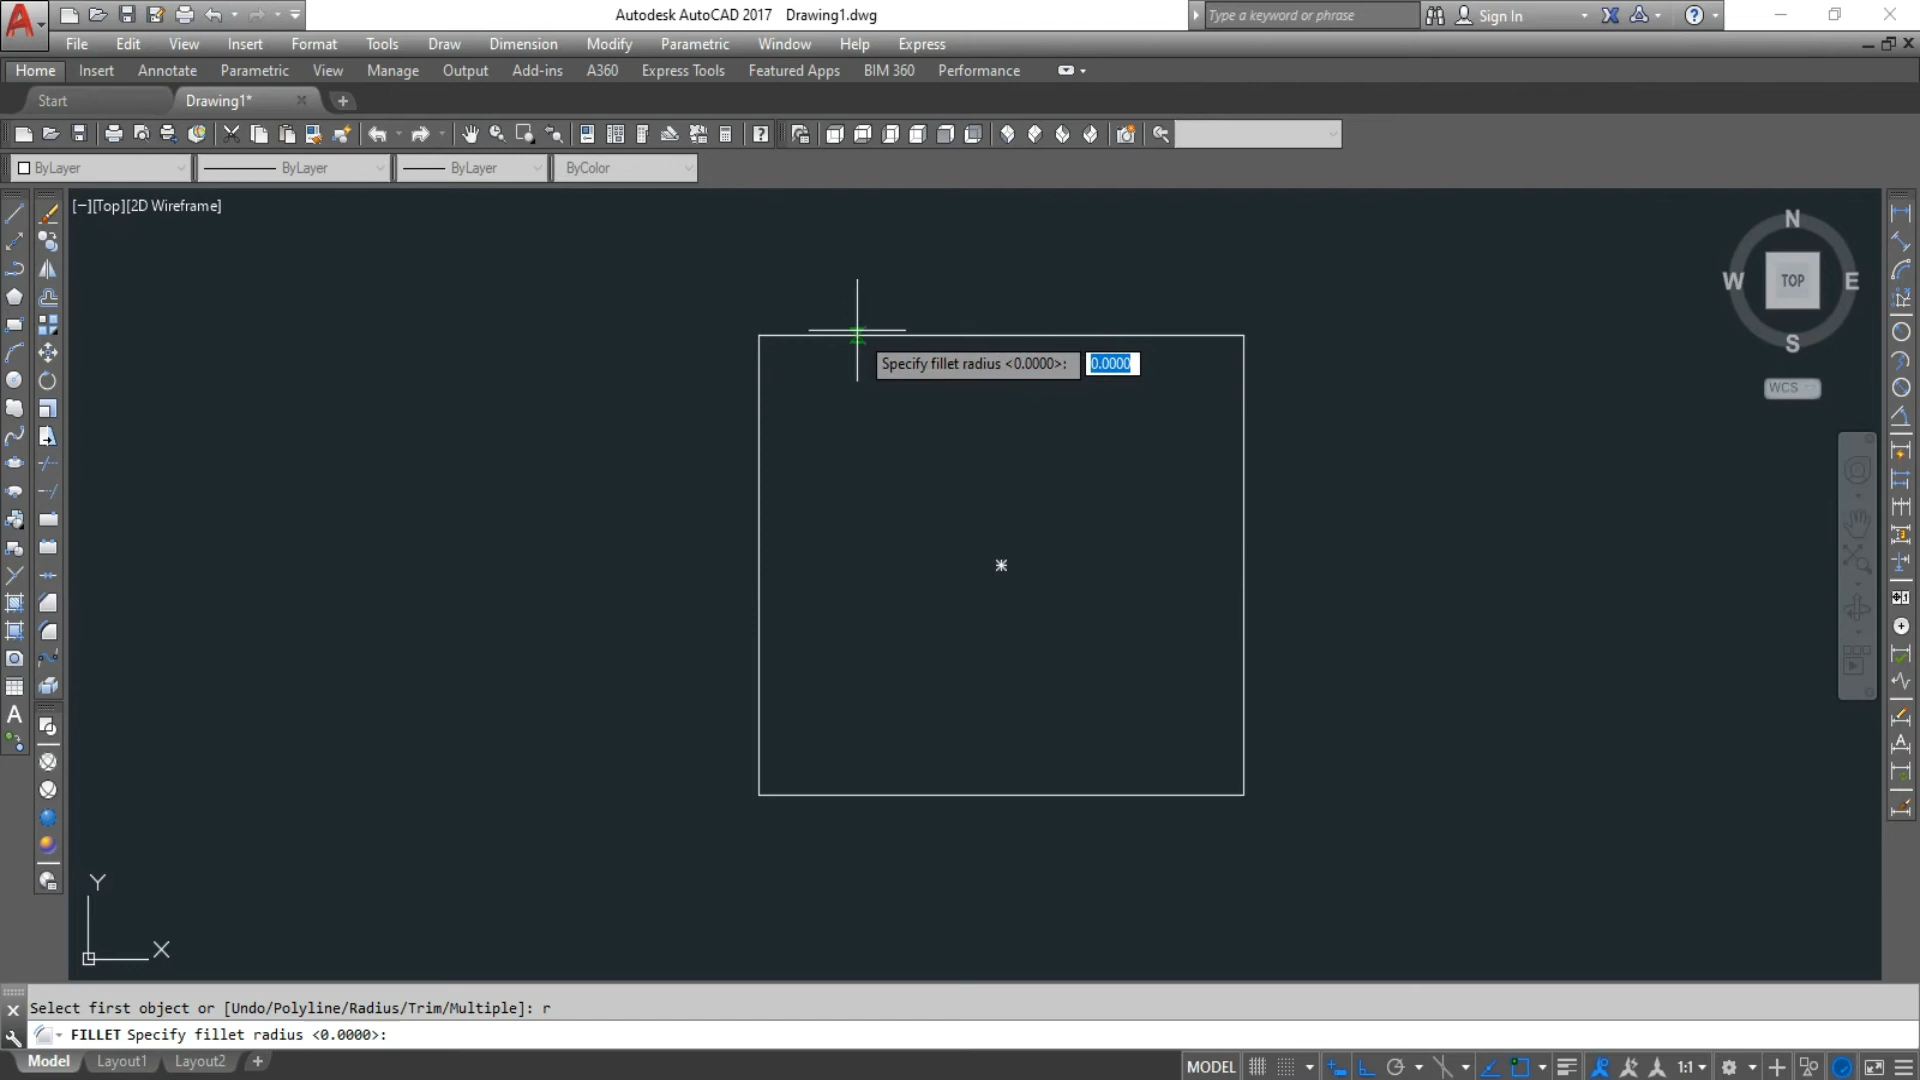 Autodesk AutoCAD 2017 Drawing1.dwg
Type a keyword or phrase
Sign In
File Edit View Insert Format Tools Draw Dimension Modify Parametric Window Help Express
Home Insert Annotate Parametric View Manage Output Add-ins A360 Express Tools Featured Apps BIM 360 Performance
Start Drawing1*
ByLayer ByLayer ByLayer ByColor
[−][Top][2D Wireframe]
N
W TOP E
S
WCS
Specify fillet radius <0.0000>: 0.0000
Y
X
Select first object or [Undo/Polyline/Radius/Trim/Multiple]: r
FILLET Specify fillet radius <0.0000>:
Model Layout1 Layout2
MODEL 1:1